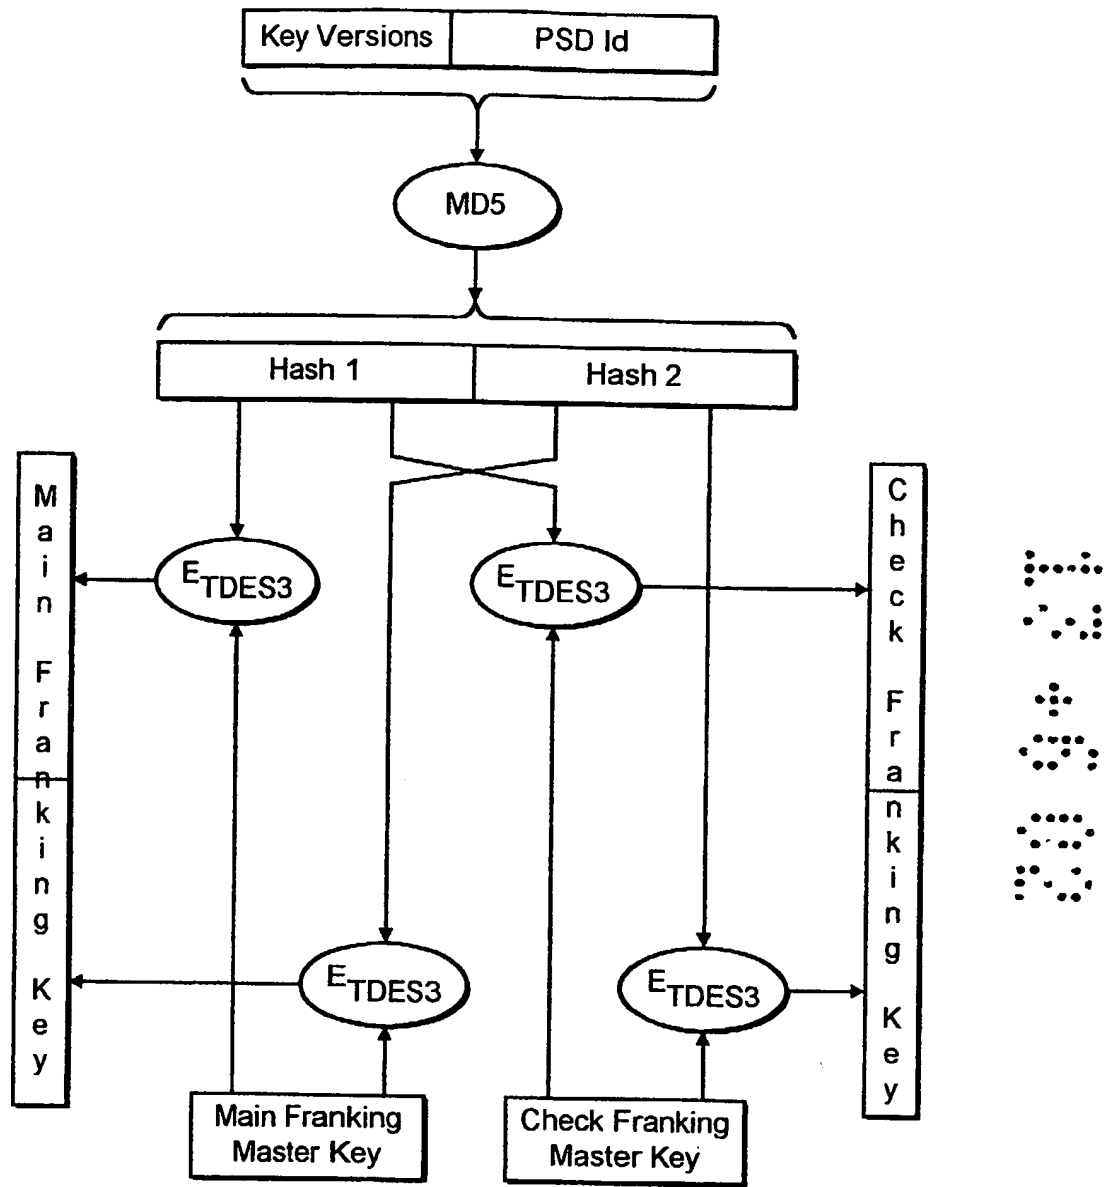 Key Versions
PSD Id
MD5
Hash 1
Hash 2
Main Franking Key
Check Franking Key
ETDES3
ETDES3
ETDES3
ETDES3
Main Franking
Master Key
Check Franking
Master Key